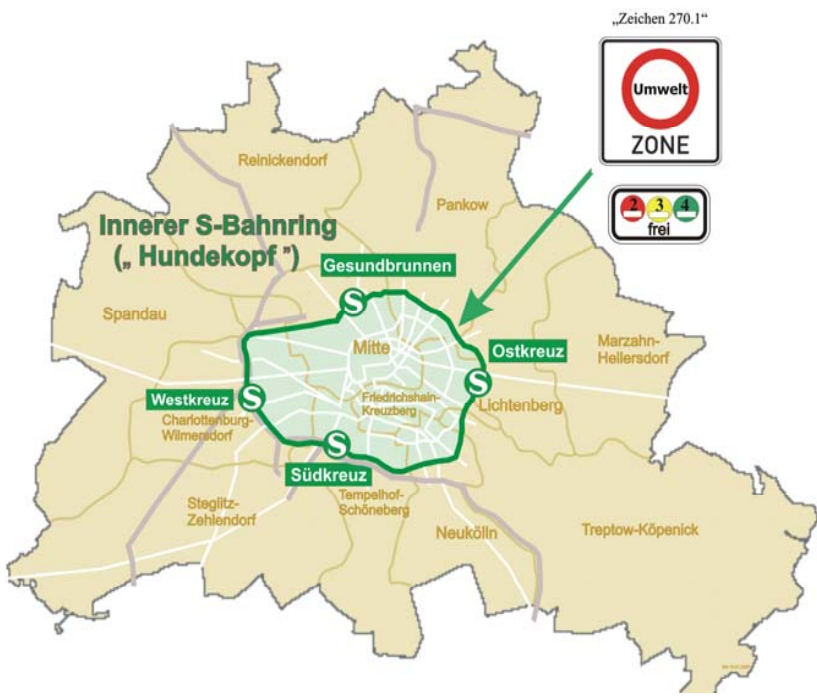 „Zeichen 270.1“
Umwelt
ZONE
2 3 4
frei
Reinickendorf
Pankow
Innerer S-Bahnring
(„ Hundekopf ”)
Gesundbrunnen
S
Spandau
Mitte
Ostkreuz
S
Marzahn-
Hellersdorf
Westkreuz
S
Friedrichshain-
Kreuzberg
Lichtenberg
Charlottenburg-
Wilmersdorf
S
Südkreuz
Steglitz-
Zehlendorf
Tempelhof-
Schöneberg
Neukölln
Treptow-Köpenick